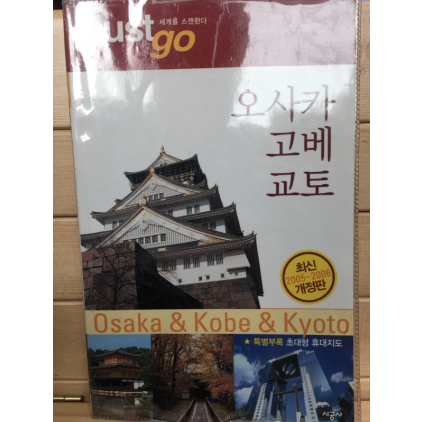 Just go
세계를 스캔한다
오사카
고베
교토
최신
2005~2006
개정판
Osaka & Kobe & Kyoto
★ 특별부록 초대형 휴대지도
시공사